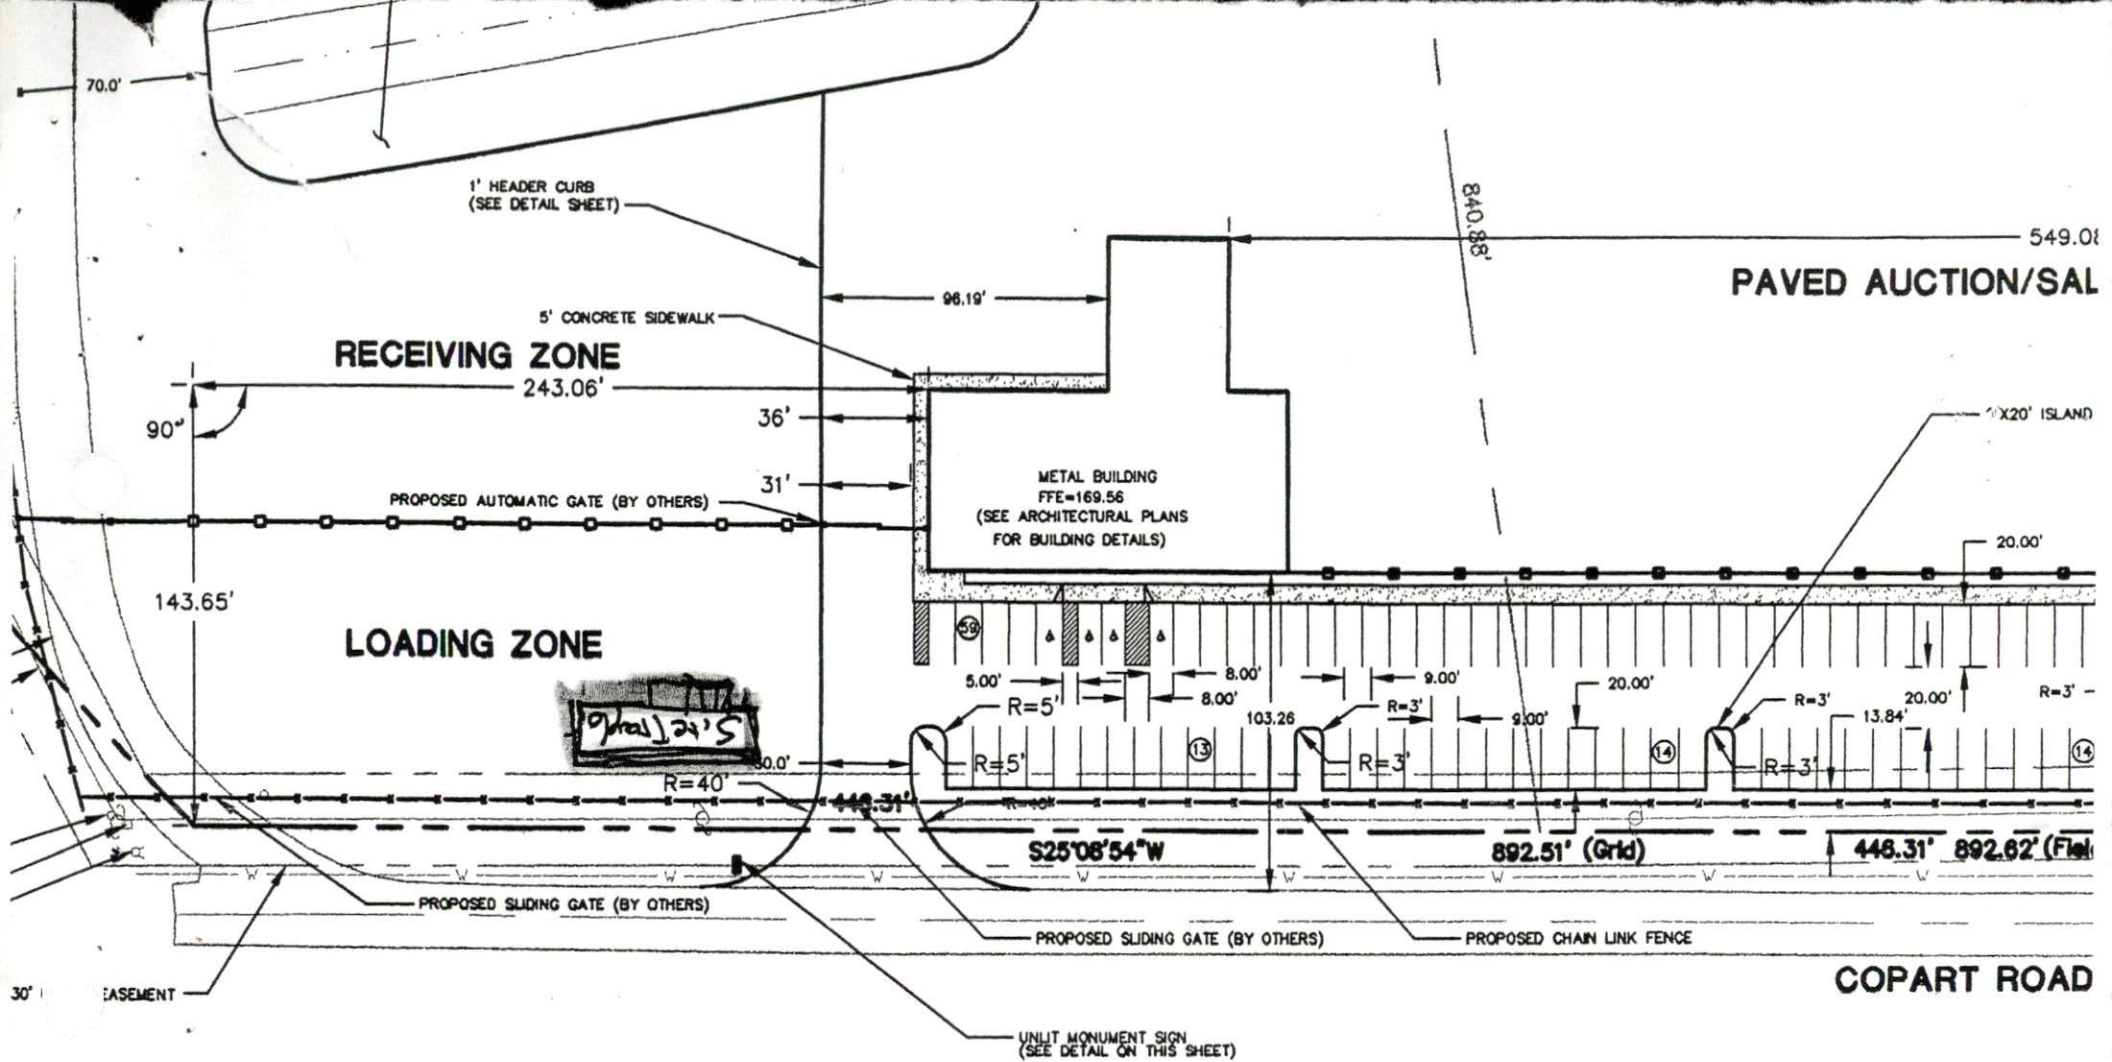 70.0'
1' HEADER CURB
(SEE DETAIL SHEET)
840.88'
549.08
PAVED AUCTION/SAL
96.19'
5' CONCRETE SIDEWALK
RECEIVING ZONE
243.06'
36'
90°
X20' ISLAND
31'
PROPOSED AUTOMATIC GATE (BY OTHERS)
METAL BUILDING
FFE=169.56
(SEE ARCHITECTURAL PLANS
FOR BUILDING DETAILS)
20.00'
143.65'
LOADING ZONE
59
5.00'
8.00'
8.00'
9.00'
20.00'
20.00'
R=3'
R=5'
R=3'
R=3'
103.26
9.00'
13.84'
Site Trayla
13
14
14
R=5'
R=3'
R=3'
R=40'
446.31'
R=40'
S25°08'54"W
892.51' (Grid)
446.31'
892.62' (Fiel
W W W W W W W W W
PROPOSED SLIDING GATE (BY OTHERS)
PROPOSED SLIDING GATE (BY OTHERS)
PROPOSED CHAIN LINK FENCE
COPART ROAD
30'
EASEMENT
UNLIT MONUMENT SIGN
(SEE DETAIL ON THIS SHEET)